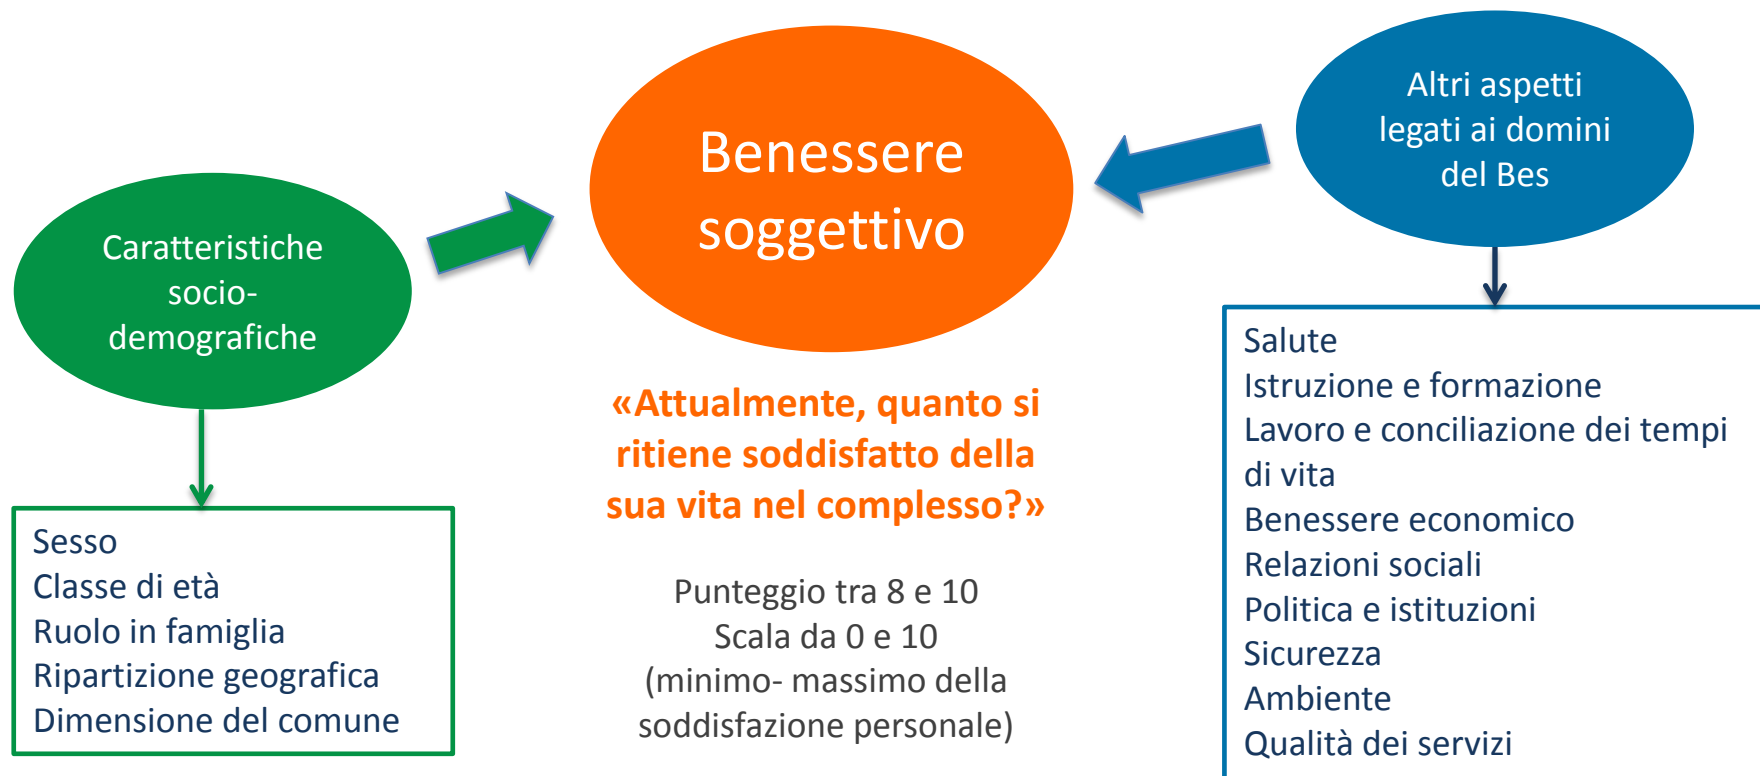 Caratteristiche
socio-
demografiche
Sesso
Classe di età
Ruolo in famiglia
Ripartizione geografica
Dimensione del comune
Benessere
soggettivo
«Attualmente, quanto si
ritiene soddisfatto della
sua vita nel complesso?»
Punteggio tra 8 e 10
Scala da 0 e 10
(minimo- massimo della
soddisfazione personale)
Altri aspetti
legati ai domini
del Bes
Salute
Istruzione e formazione
Lavoro e conciliazione dei tempi
di vita
Benessere economico
Relazioni sociali
Politica e istituzioni
Sicurezza
Ambiente
Qualità dei servizi